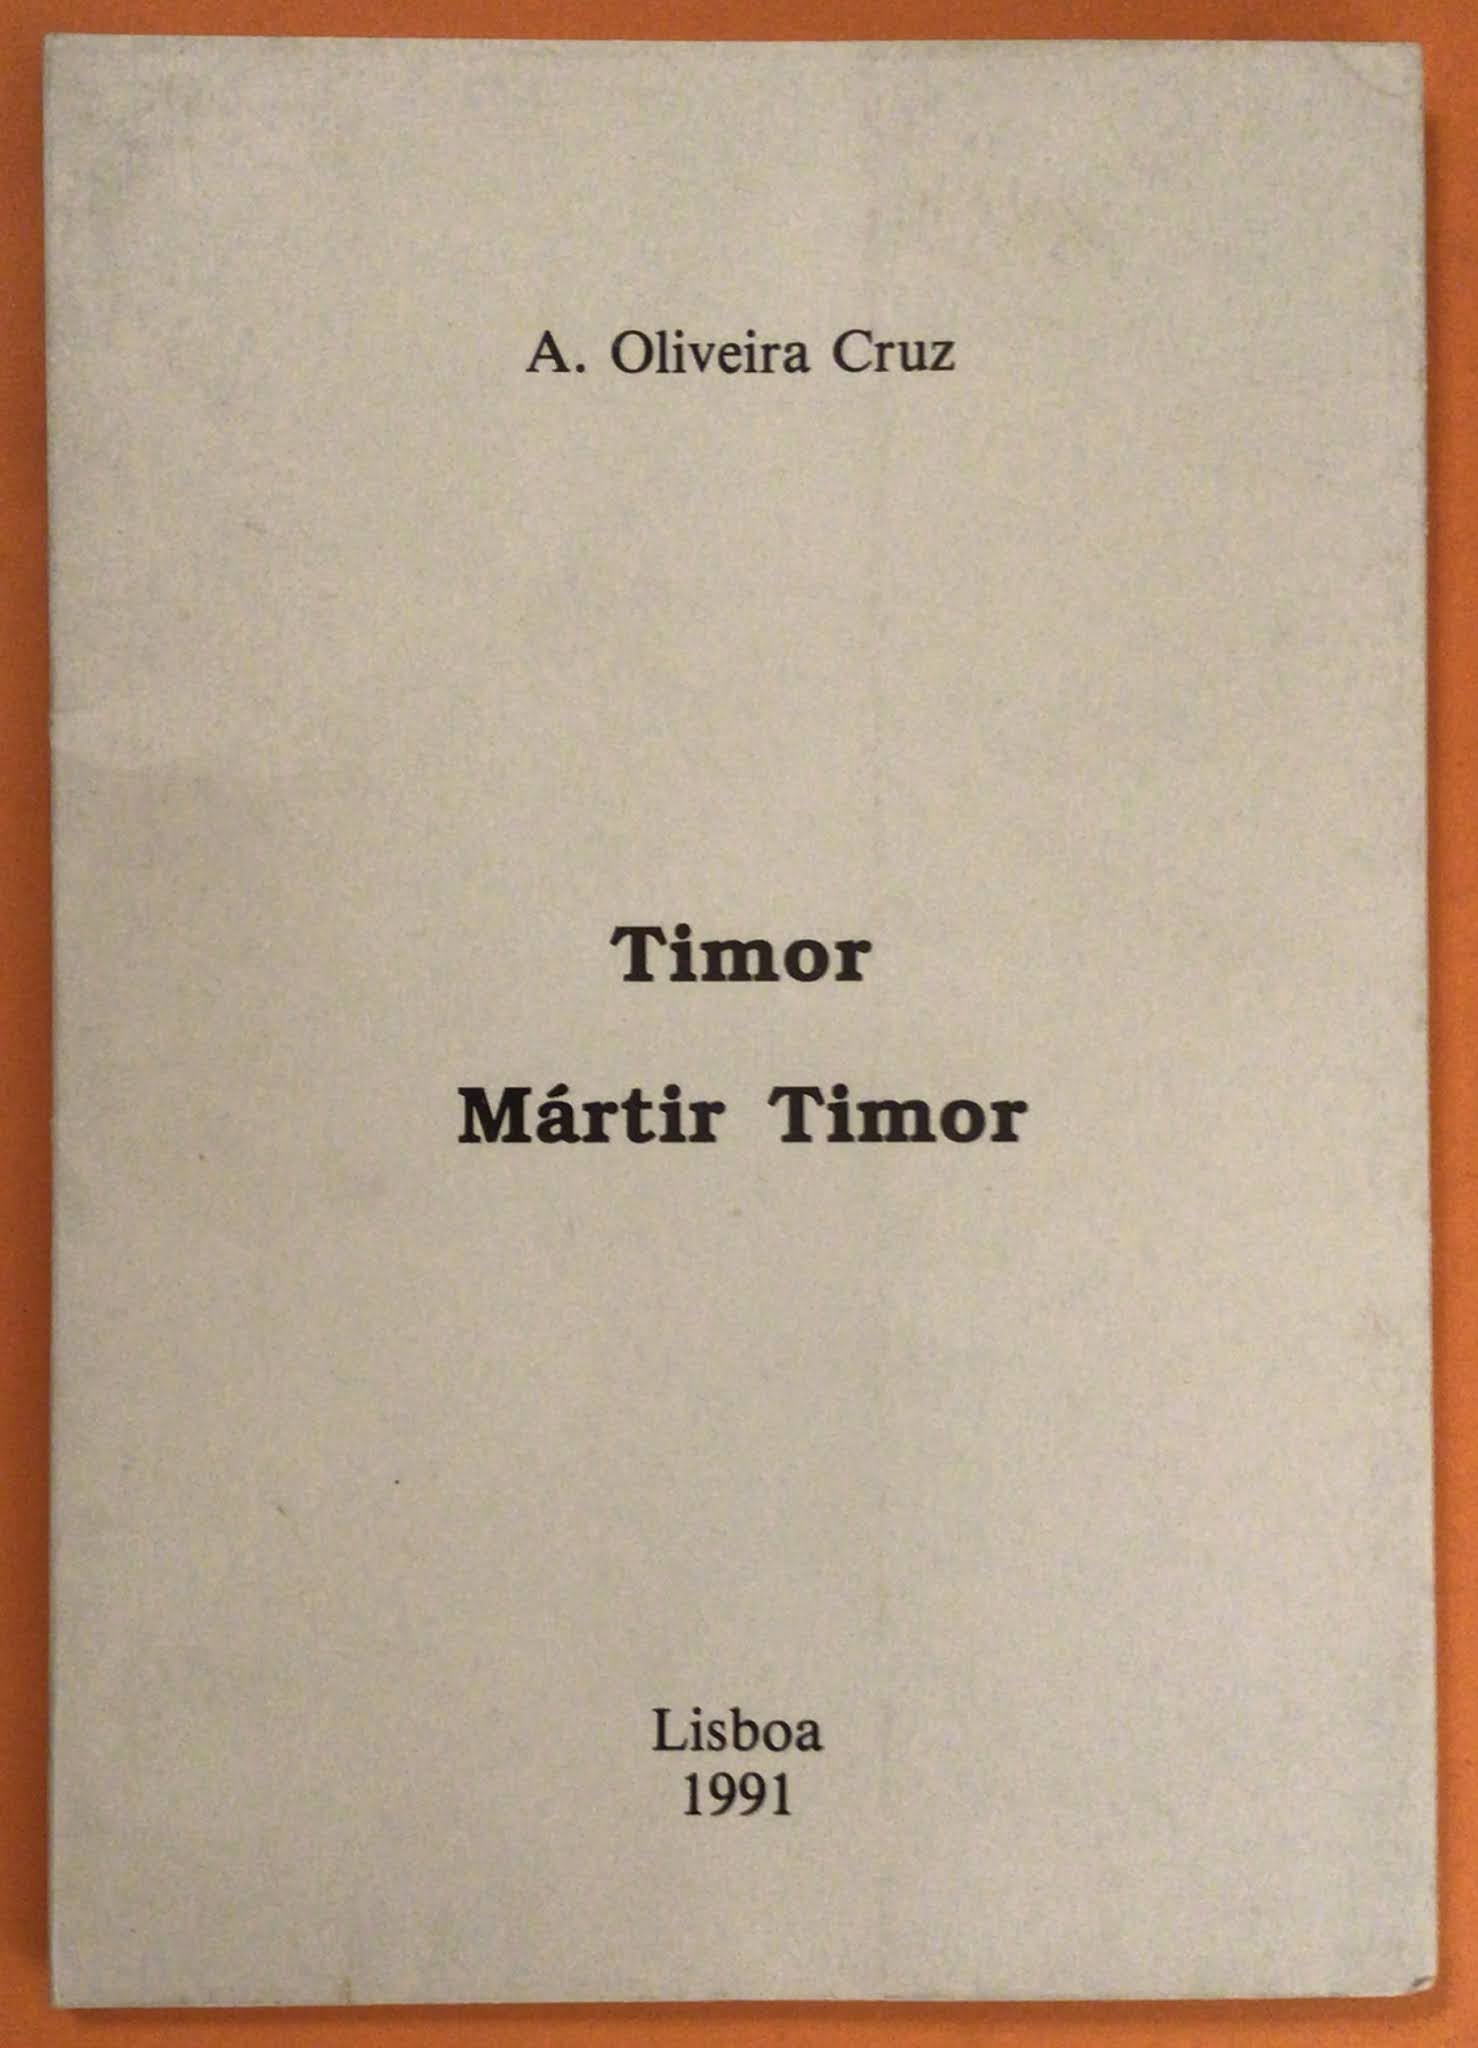 A. Oliveira Cruz
Timor
Mártir Timor
Lisboa
1991